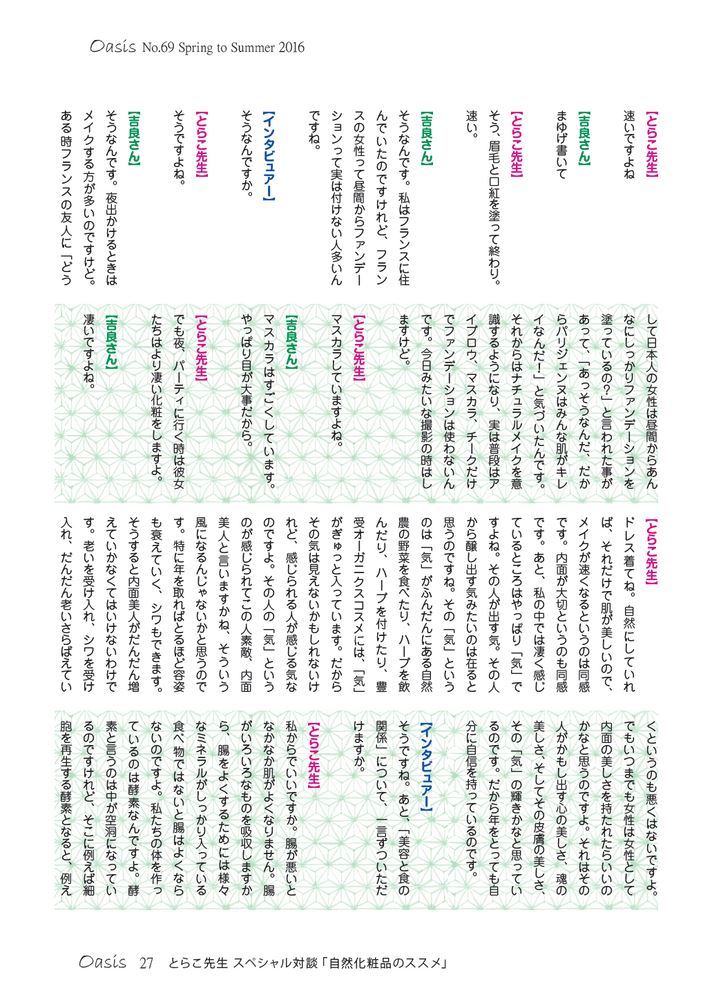 Oasis No.69 Spring to Summer 2016
【とらこ先生】
速いですよね
【吉良さん】
まゆげ書いて
【とらこ先生】
そう、眉毛と口紅を塗って終わり。
速い。
【吉良さん】
そうなんです。私はフランスに住
んでいたのですけれど、フラン
スの女性って昼間からファンデー
ションって実は付けない人多いん
ですね。
【インタビュアー】
そうなんですか。
【とらこ先生】
そうですよね。
【吉良さん】
そうなんです。夜出かけるときは
メイクする方が多いのですけど。
ある時フランスの友人に「どう
して日本人の女性は昼間からあん
なにしっかりファンデーションを
塗っているの?」と言われた事が
あって、「あっそうなんだ、だか
らパリジェンヌはみんな肌がキレ
イなんだ!」と気づいたんです。
それからはナチュラルメイクを意
識するようになり、実は普段はア
イブロウ、マスカラ、チークだけ
でファンデーションは使わないん
です。今日みたいな撮影の時はし
ますけど。
【とらこ先生】
マスカラしていますよね。
【吉良さん】
マスカラはすごくしています。
やっぱり目が大事だから。
【とらこ先生】
でも夜、パーティに行く時は彼女
たちはより凄い化粧をしますよ。
【吉良さん】
凄いですよね。
【とらこ先生】
ドレス着てね。自然にしていれ
ば、それだけで肌が美しいので、
メイクが速くなるというのは同感
です。内面が大切というのも同感
です。あと、私の中では凄く感じ
ているところはやっぱり「気」で
すよね。その人が出す気。その人
から醸し出す気みたいのは在ると
思うのですね。その「気」という
のは「気」がふんだんにある自然
農の野菜を食べたり、ハーブを飲
んだり、ハーブを付けたり、豊
受オーガニクスコスメには、「気」
がぎゅっと入っています。だから
その気は見えないかもしれないけ
れど、感じられる人が感じる気な
のですよ。その人の「気」という
のが感じられてこの人素敵、内面
美人と言いますかね、そういう
風になるんじゃないかと思うので
す。特に年を取ればとるほど容姿
も衰えていく、シワもできます。
そうすると内面美人がだんだん増
えていかなくてはいけないわけで
す。老いを受け入れ、シワを受け
入れ、だんだん老いさらばえてい
くというのも悪くはないですよ。
でもいつまでも女性は女性として
内面の美しさを持たれたらいいの
かなと思うのですよ。それはその
人がかもし出す心の美しさ、魂の
美しさ、そしてその皮膚の美しさ、
その「気」の輝きかなと思ってい
るのです。だから年をとっても自
分に自信を持っているのです。
【インタビュアー】
そうですね。あと、「美容と食の
関係」について、一言ずついただ
けますか。
【とらこ先生】
私からでいいですか。腸が悪いと
なかなか肌がよくなりません。腸
がいろいろなものを吸収しますか
ら、腸をよくするためには様々
なミネラルがしっかり入っている
食べ物ではないと腸はよくなら
ないのですよ。私たちの体を作っ
ているのは酵素なんですよ。酵
素と言うのは中が空洞になってい
るのですけれど、そこに例えば細
胞を再生する酵素となると、例え
Oasis 27 とらこ先生 スペシャル対談「自然化粧品のススメ」